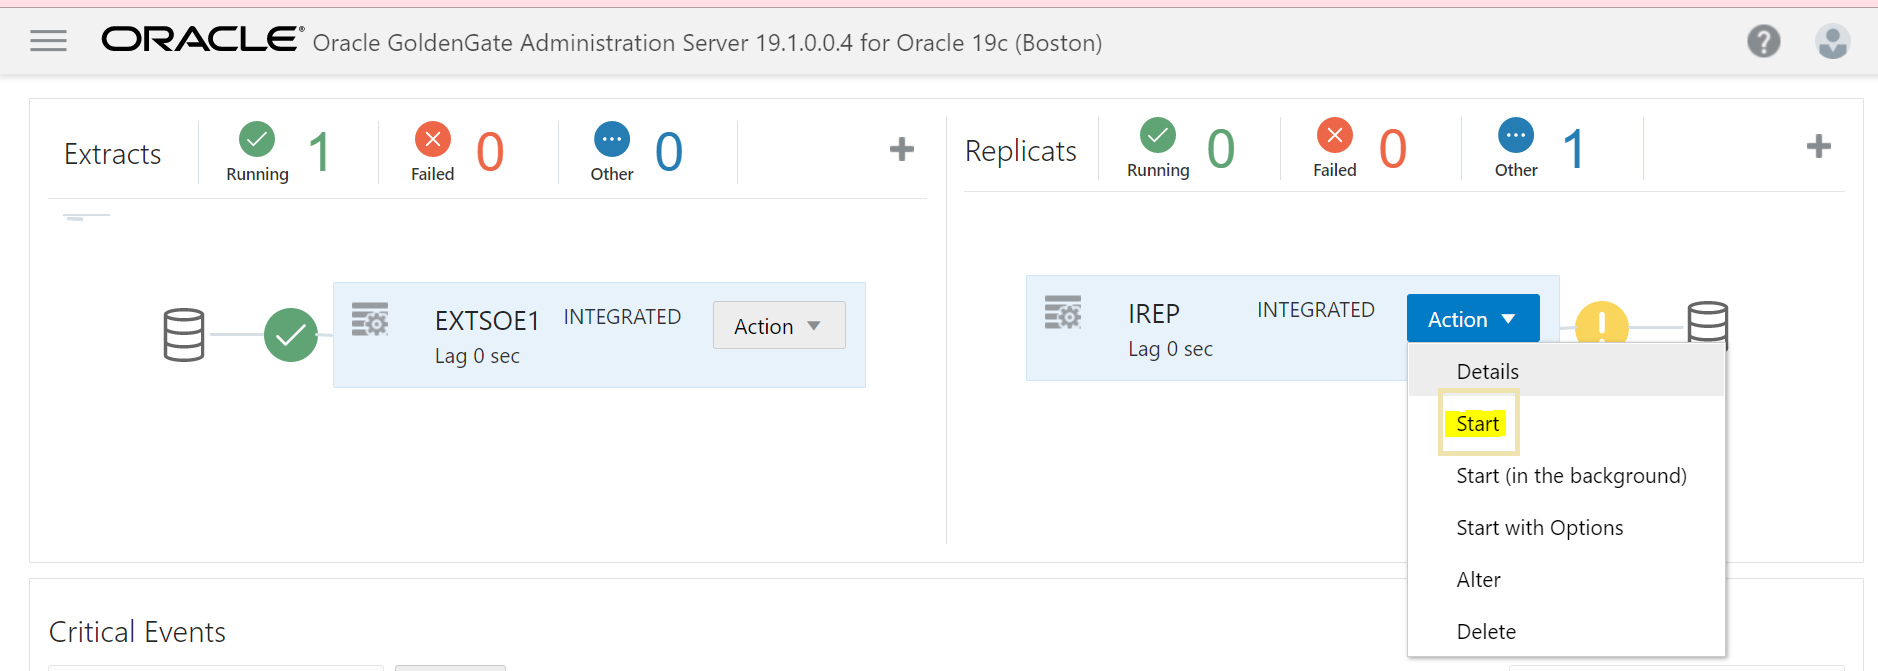 ORACLE® Oracle GoldenGate Administration Server 19.1.0.0.4 for Oracle 19c (Boston)
Extracts
Running 1
Failed 0
Other 0
Replicats
Running 0
Failed 0
Other 1
EXTSOE1 INTEGRATED Action
Lag 0 sec
IREP INTEGRATED Action
Lag 0 sec
Details
Start
Start (in the background)
Start with Options
Alter
Delete
Critical Events